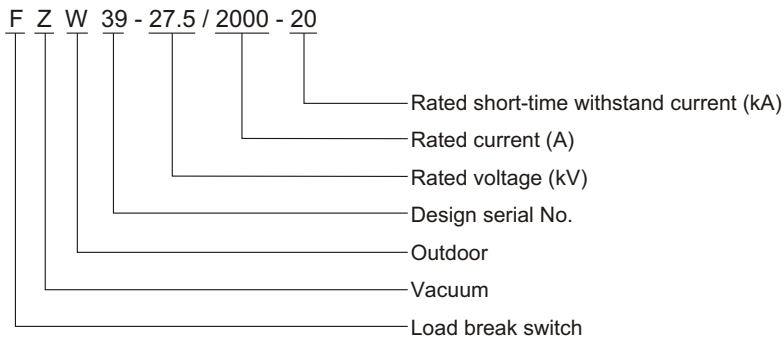 F Z W 39 - 27.5 / 2000 - 20
Rated short-time withstand current (kA)
Rated current (A)
Rated voltage (kV)
Design serial No.
Outdoor
Vacuum
Load break switch